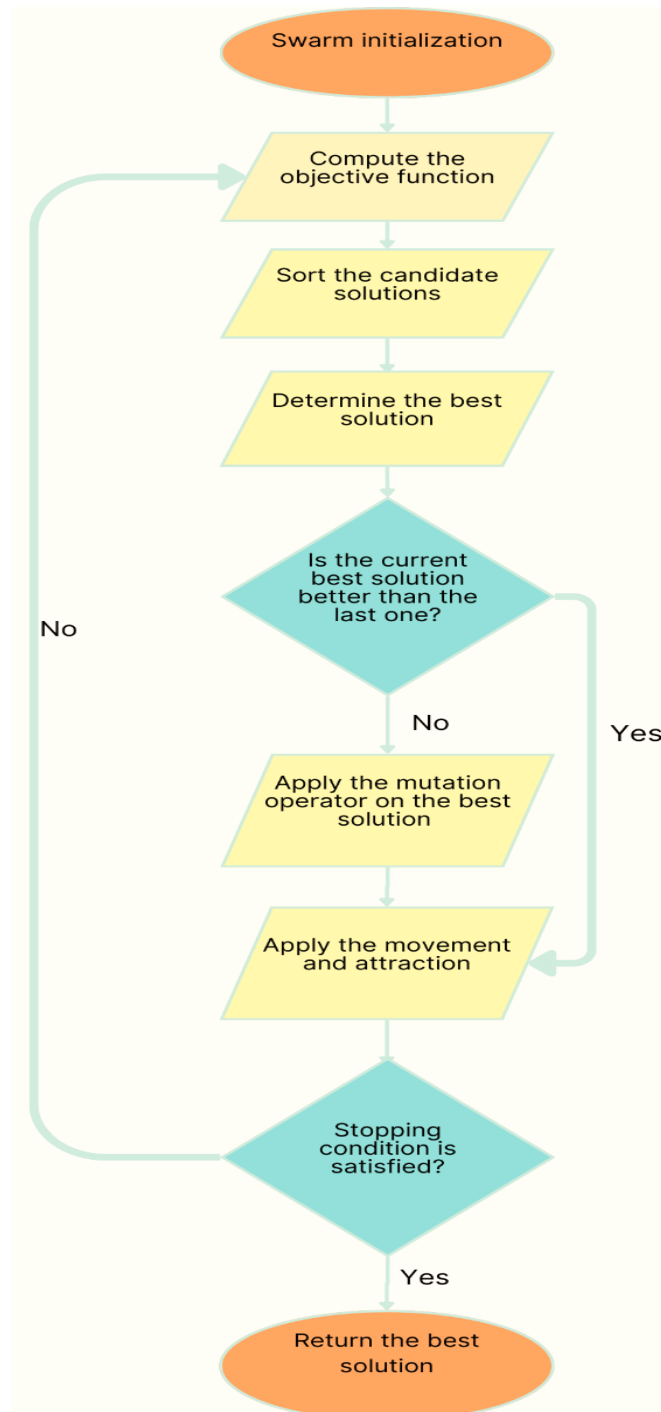 Swarm initialization
Compute the
objective function
Sort the candidate
solutions
Determine the best
solution
Is the current
best solution
better than the
last one?
No
No
Yes
Apply the mutation
operator on the best
solution
Apply the movement
and attraction
Stopping
condition is
satisfied?
Yes
Return the best
solution